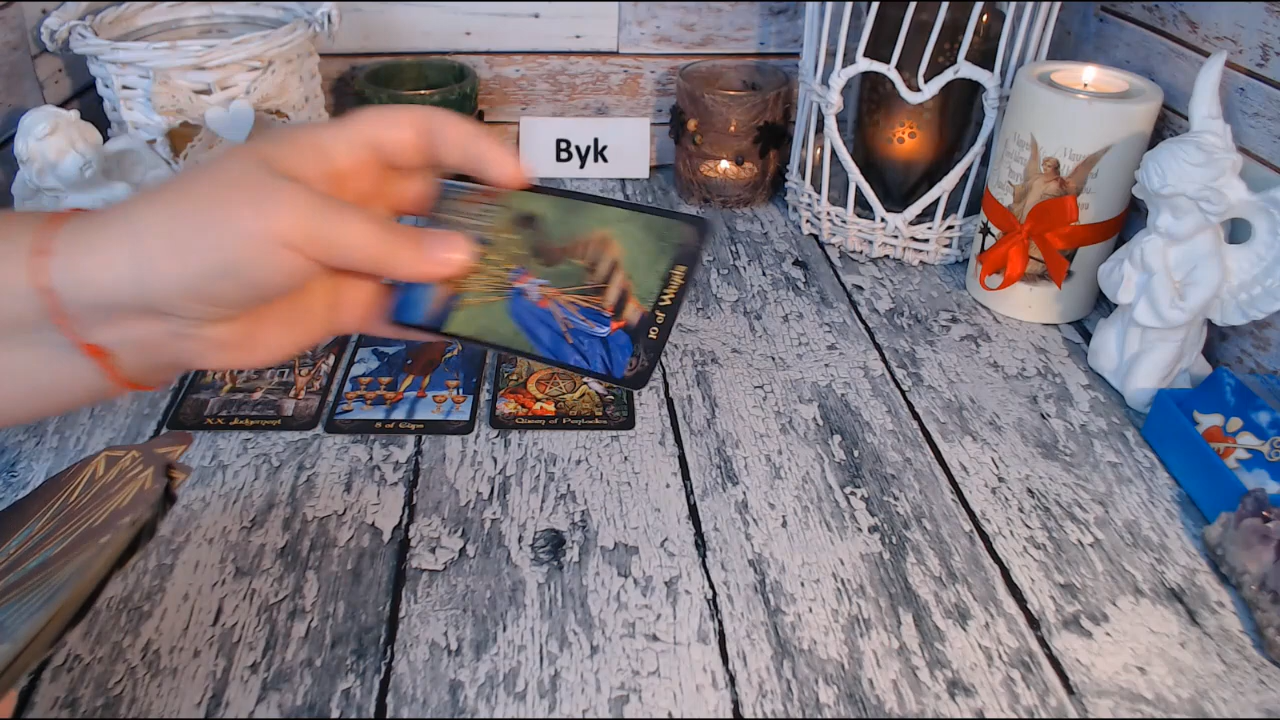 Byk
10 of Wands
XX Judgement
8 of Cups
Queen of Pentacles